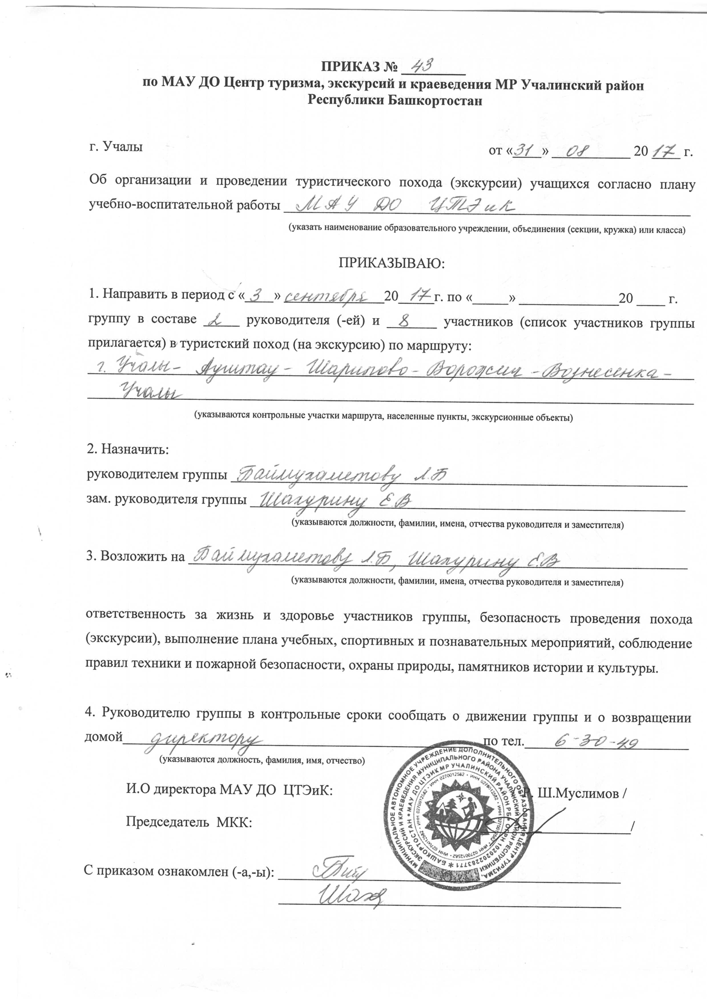 ПРИКАЗ № 43
по МАУ ДО Центр туризма, экскурсий и краеведения МР Учалинский район
Республики Башкортостан
г. Учалы от «31» 08 20 17 г.
Об организации и проведении туристического похода (экскурсии) учащихся согласно плану
учебно-воспитательной работы МАУ ДО ЦТЭиК
(указать наименование образовательного учреждении, объединения (секции, кружка) или класса)
ПРИКАЗЫВАЮ:
1. Направить в период с «3» сентября 20 17 г. по «_____» ______________20 ____ г.
группу в составе 2 руководителя (-ей) и 8 участников (список участников группы
прилагается) в туристский поход (на экскурсию) по маршруту:
г. Учалы - Ауштау - Шарипово - Ворожеич - Вознесенка -
Учалы
(указываются контрольные участки маршрута, населенные пункты, экскурсионные объекты)
2. Назначить:
руководителем группы Баймухаметову Л.Б
зам. руководителя группы Шахурину Е.В
(указываются должности, фамилии, имена, отчества руководителя и заместителя)
3. Возложить на Баймухаметову Л.Б, Шахурину Е.В
(указываются должности, фамилии, имена, отчества руководителя и заместителя)
ответственность за жизнь и здоровье участников группы, безопасность проведения похода
(экскурсии), выполнение плана учебных, спортивных и познавательных мероприятий, соблюдение
правил техники и пожарной безопасности, охраны природы, памятников истории и культуры.
4. Руководителю группы в контрольные сроки сообщать о движении группы и о возвращении
домой директору по тел. 6-30-49
(указываются должность, фамилия, имя, отчество)
И.О директора МАУ ДО ЦТЭиК: / Р. Ш.Муслимов /
Председатель МКК: / /
С приказом ознакомлен (-а,-ы):
МУНИЦИПАЛЬНОЕ АВТОНОМНОЕ УЧРЕЖДЕНИЕ ДОПОЛНИТЕЛЬНОГО ОБРАЗОВАНИЯ ЦЕНТР ТУРИЗМА,
ЭКСКУРСИЙ И КРАЕВЕДЕНИЯ МУНИЦИПАЛЬНОГО РАЙОНА УЧАЛИНСКИЙ РАЙОН РЕСПУБЛИКИ
БАШКОРТОСТАН * МАУ ДО ЦТЭИК МР УЧАЛИНСКИЙ РАЙОН РБ * ОГРН 1020202283771 *
ИНН 0270012582